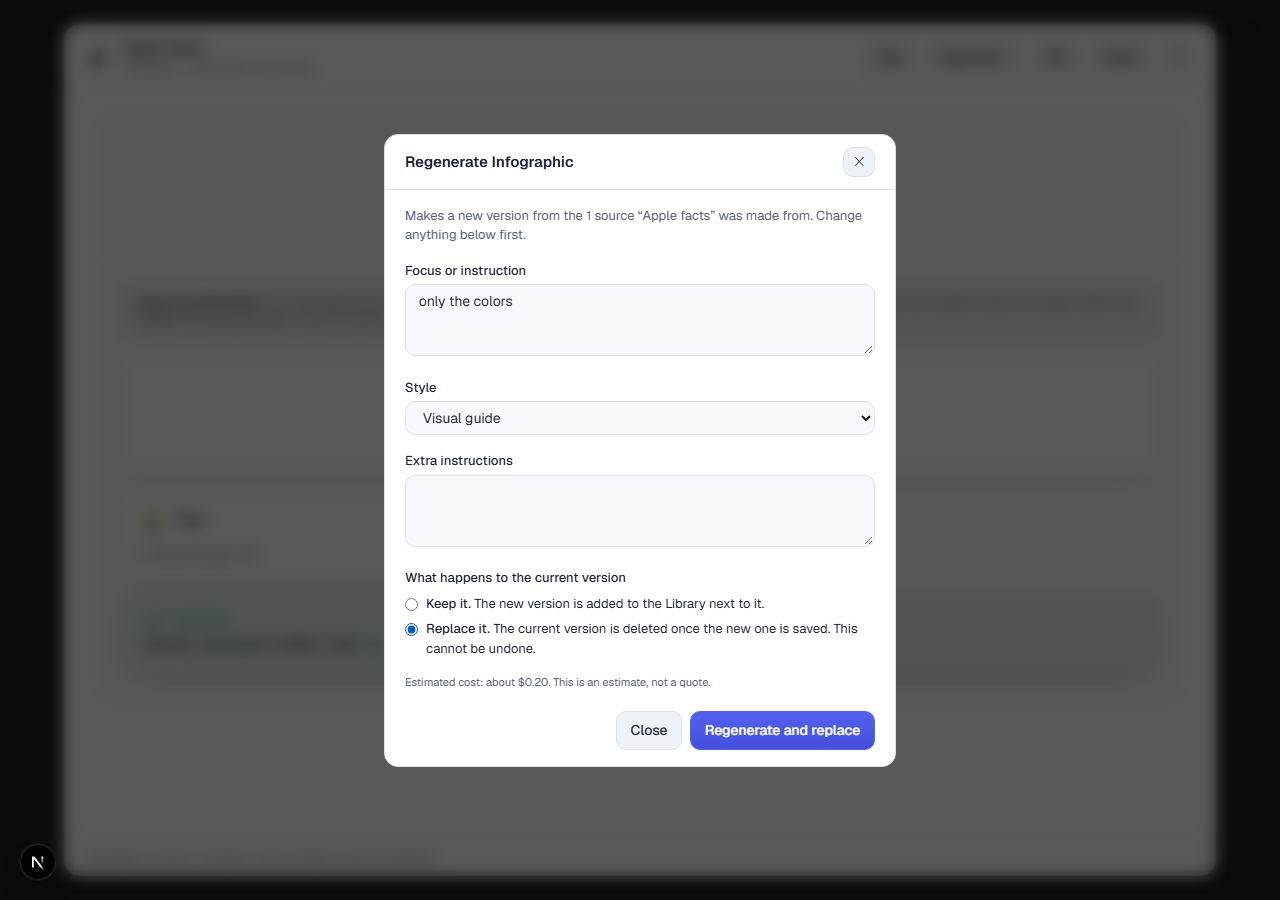 Regenerate Infographic
Makes a new version from the 1 source “Apple facts” was made from. Change
anything below first.
Focus or instruction
only the colors
Style
Visual guide
Extra instructions
What happens to the current version
Keep it. The new version is added to the Library next to it.
Replace it. The current version is deleted once the new one is saved. This
cannot be undone.
Estimated cost: about $0.20. This is an estimate, not a quote.
Close
Regenerate and replace
N